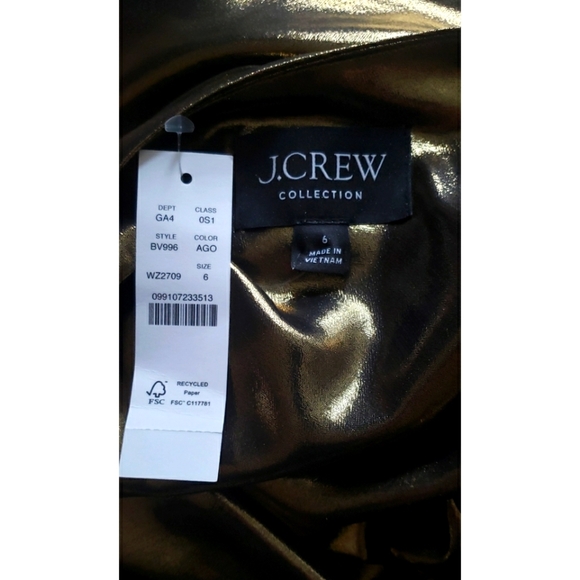 J.CREW
COLLECTION
6
MADE IN
VIETNAM
DEPT CLASS
GA4 0S1
STYLE COLOR
BV996 AGO
SIZE
WZ2709 6
099107233513
FSC
RECYCLED
Paper
FSC® C117781